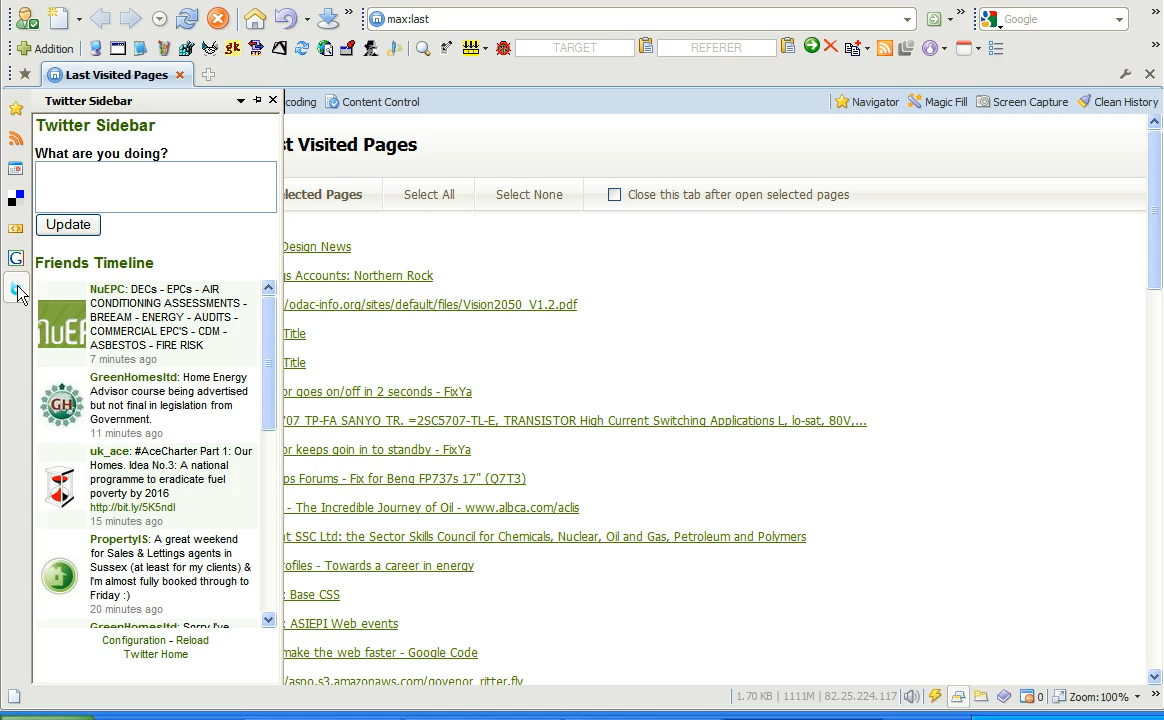 max:last
Google
Addition
gk
TARGET
REFERER
Last Visited Pages
Twitter Sidebar
coding
Content Control
Navigator
Magic Fill
Screen Capture
Clean History
Twitter Sidebar
st Visited Pages
What are you doing?
elected Pages
Select All
Select None
Close this tab after open selected pages
Update
Design News
Friends Timeline
gs Accounts: Northern Rock
NuEPC: DECs - EPCs - AIR
CONDITIONING ASSESSMENTS -
BREEAM - ENERGY - AUDITS -
COMMERCIAL EPC'S - CDM -
ASBESTOS - FIRE RISK
7 minutes ago
/odac-info.org/sites/default/files/Vision2050_V1.2.pdf
Title
Title
GreenHomesltd: Home Energy
Advisor course being advertised
but not final in legislation from
Government.
11 minutes ago
GH
or goes on/off in 2 seconds - FixYa
707 TP-FA SANYO TR. =2SC5707-TL-E, TRANSISTOR High Current Switching Applications L, lo-sat, 80V,...
or keeps goin in to standby - FixYa
uk_ace: #AceCharter Part 1: Our
Homes. Idea No.3: A national
programme to eradicate fuel
poverty by 2016
http://bit.ly/5K5ndI
15 minutes ago
ps Forums - Fix for Benq FP737s 17" (Q7T3)
- The Incredible Journey of Oil - www.albca.com/aclis
nt SSC Ltd: the Sector Skills Council for Chemicals, Nuclear, Oil and Gas, Petroleum and Polymers
PropertyIS: A great weekend
for Sales & Lettings agents in
Sussex (at least for my clients) &
I'm almost fully booked through to
Friday :)
20 minutes ago
rofiles - Towards a career in energy
: Base CSS
: ASIEPI Web events
GreenHomesltd: Sorry I've
Configuration - Reload
Twitter Home
make the web faster - Google Code
/aspo.s3.amazonaws.com/govenor_ritter.flv
1.70 KB | 1111M | 82.25.224.117
0
Zoom:100%